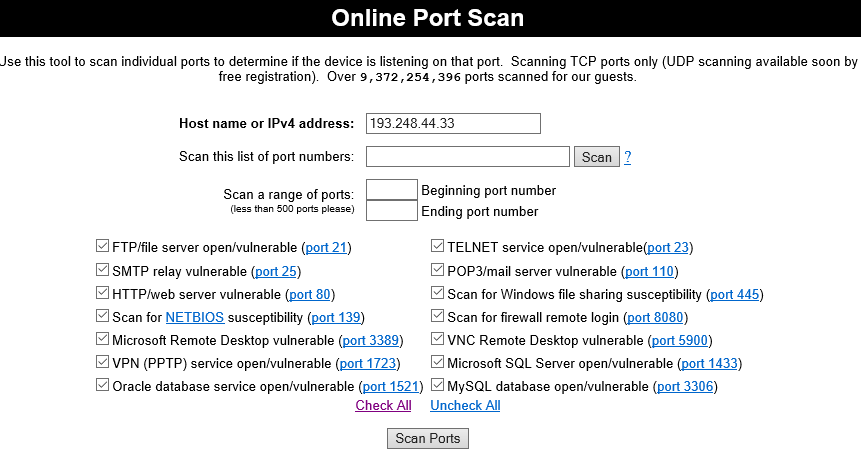 Online Port Scan
Use this tool to scan individual ports to determine if the device is listening on that port. Scanning TCP ports only (UDP scanning available soon by
free registration). Over 9,372,254,396 ports scanned for our guests.
Host name or IPv4 address: 193.248.44.33
Scan this list of port numbers: Scan ?
Scan a range of ports: Beginning port number
(less than 500 ports please) Ending port number
FTP/file server open/vulnerable (port 21) TELNET service open/vulnerable(port 23)
SMTP relay vulnerable (port 25) POP3/mail server vulnerable (port 110)
HTTP/web server vulnerable (port 80) Scan for Windows file sharing susceptibility (port 445)
Scan for NETBIOS susceptibility (port 139) Scan for firewall remote login (port 8080)
Microsoft Remote Desktop vulnerable (port 3389) VNC Remote Desktop vulnerable (port 5900)
VPN (PPTP) service open/vulnerable (port 1723) Microsoft SQL Server open/vulnerable (port 1433)
Oracle database service open/vulnerable (port 1521) MySQL database open/vulnerable (port 3306)
Check All Uncheck All
Scan Ports